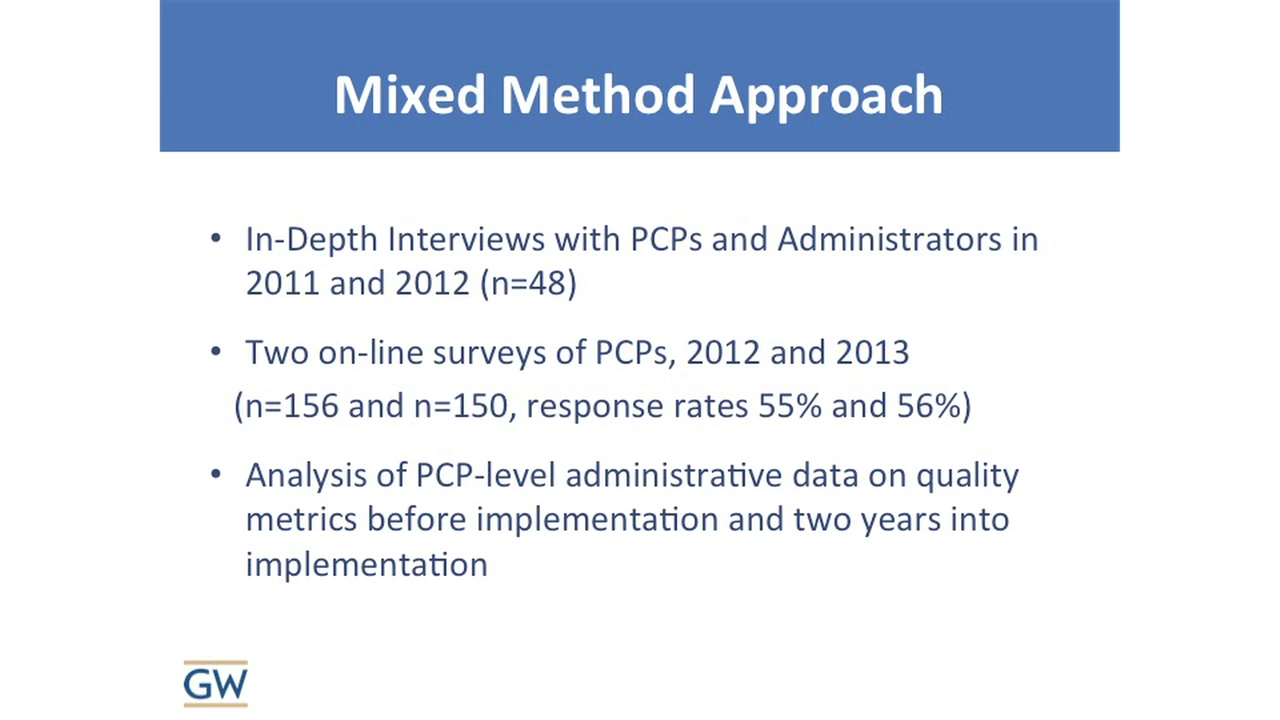 Mixed Method Approach
• In-Depth Interviews with PCPs and Administrators in
2011 and 2012 (n=48)
• Two on-line surveys of PCPs, 2012 and 2013
(n=156 and n=150, response rates 55% and 56%)
• Analysis of PCP-level administrative data on quality
metrics before implementation and two years into
implementation
GW